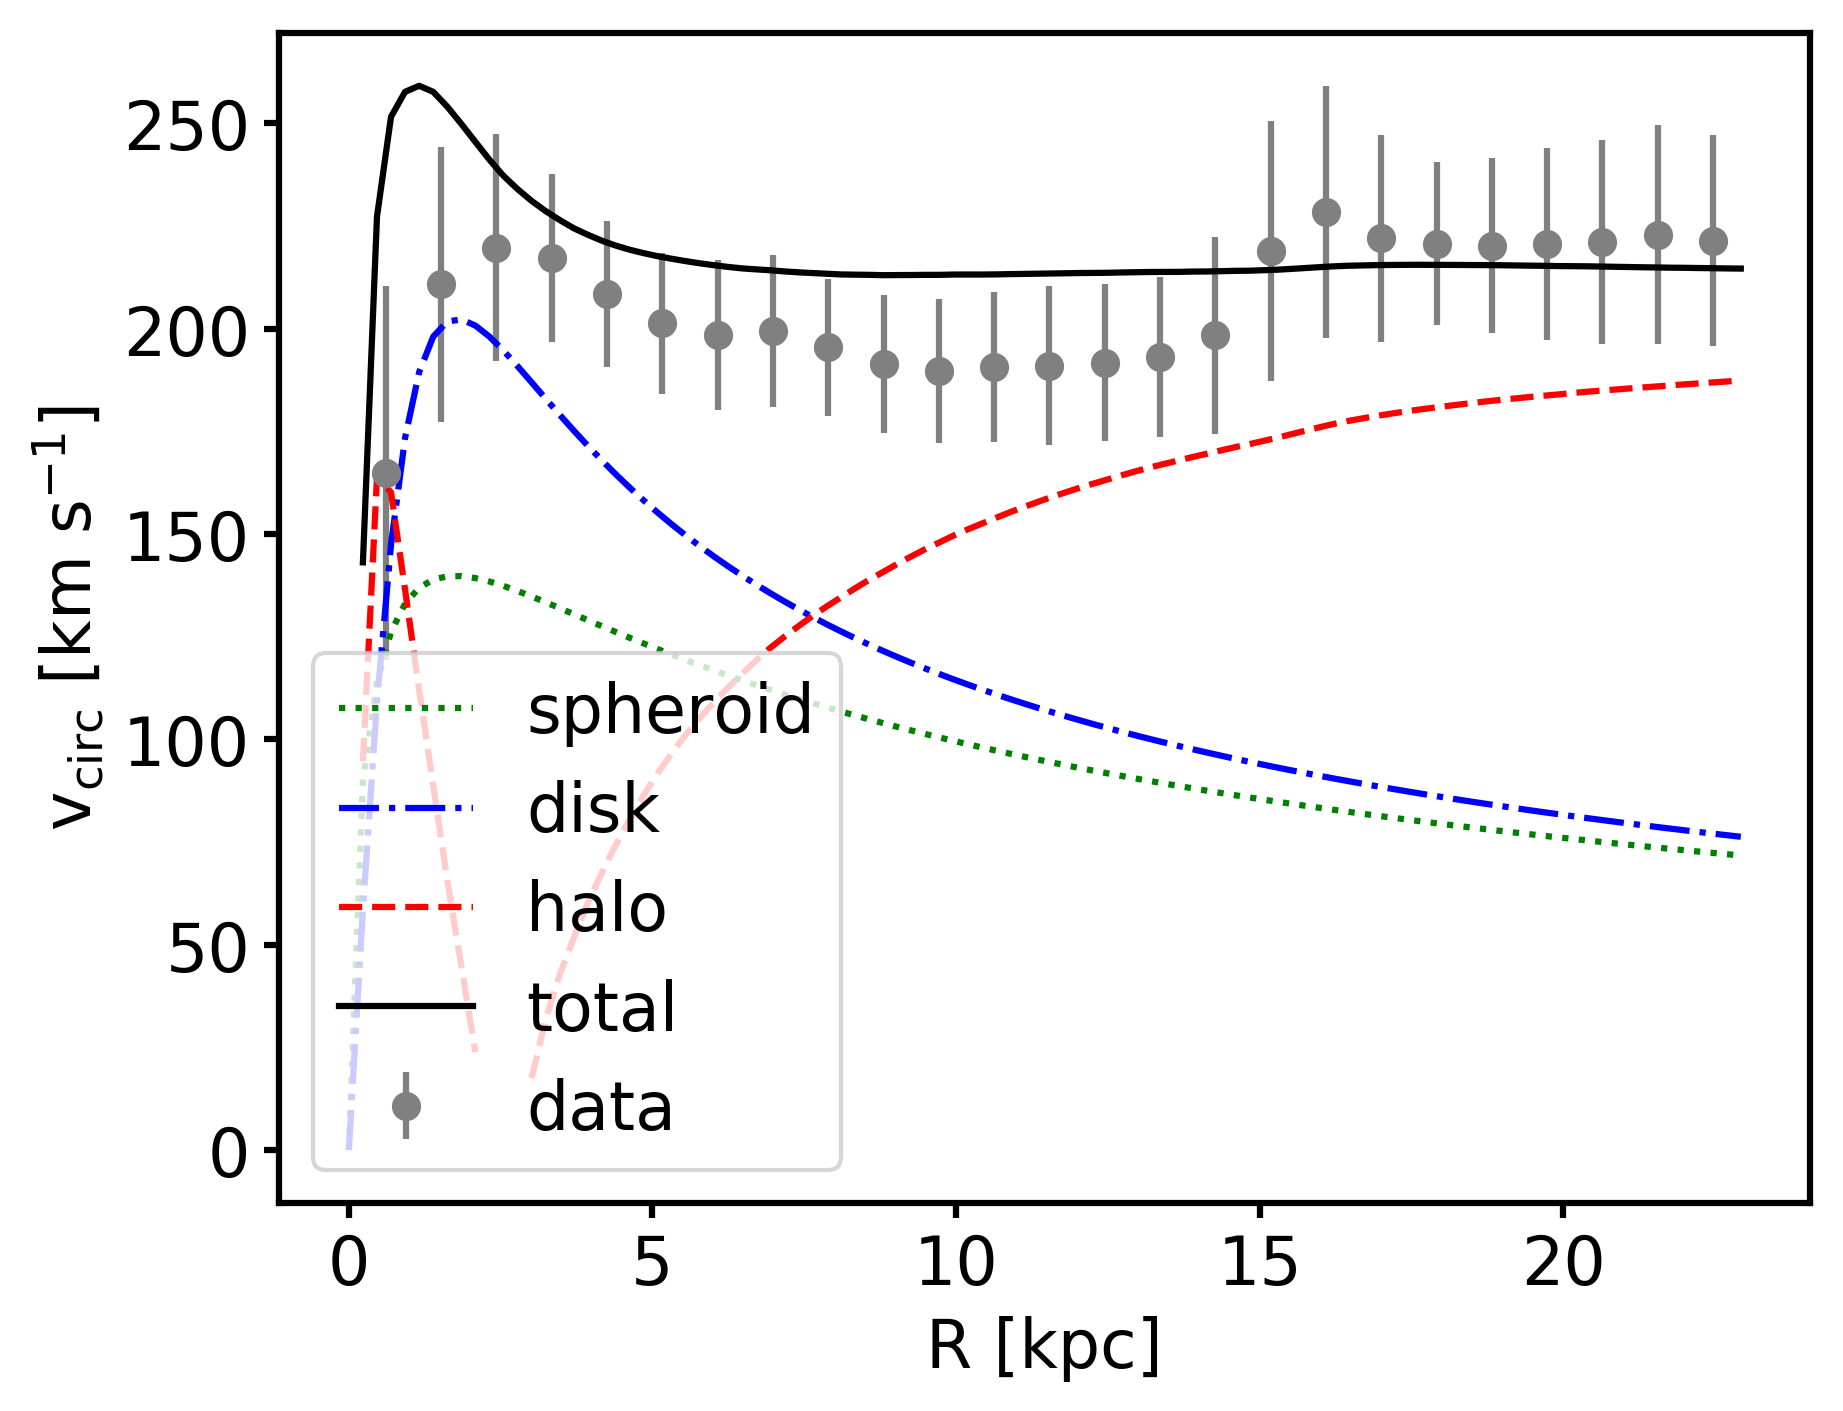 250
200
150
100
50
0
v_circ [km s⁻¹]
spheroid
disk
halo
total
data
0 5 10 15 20
R [kpc]